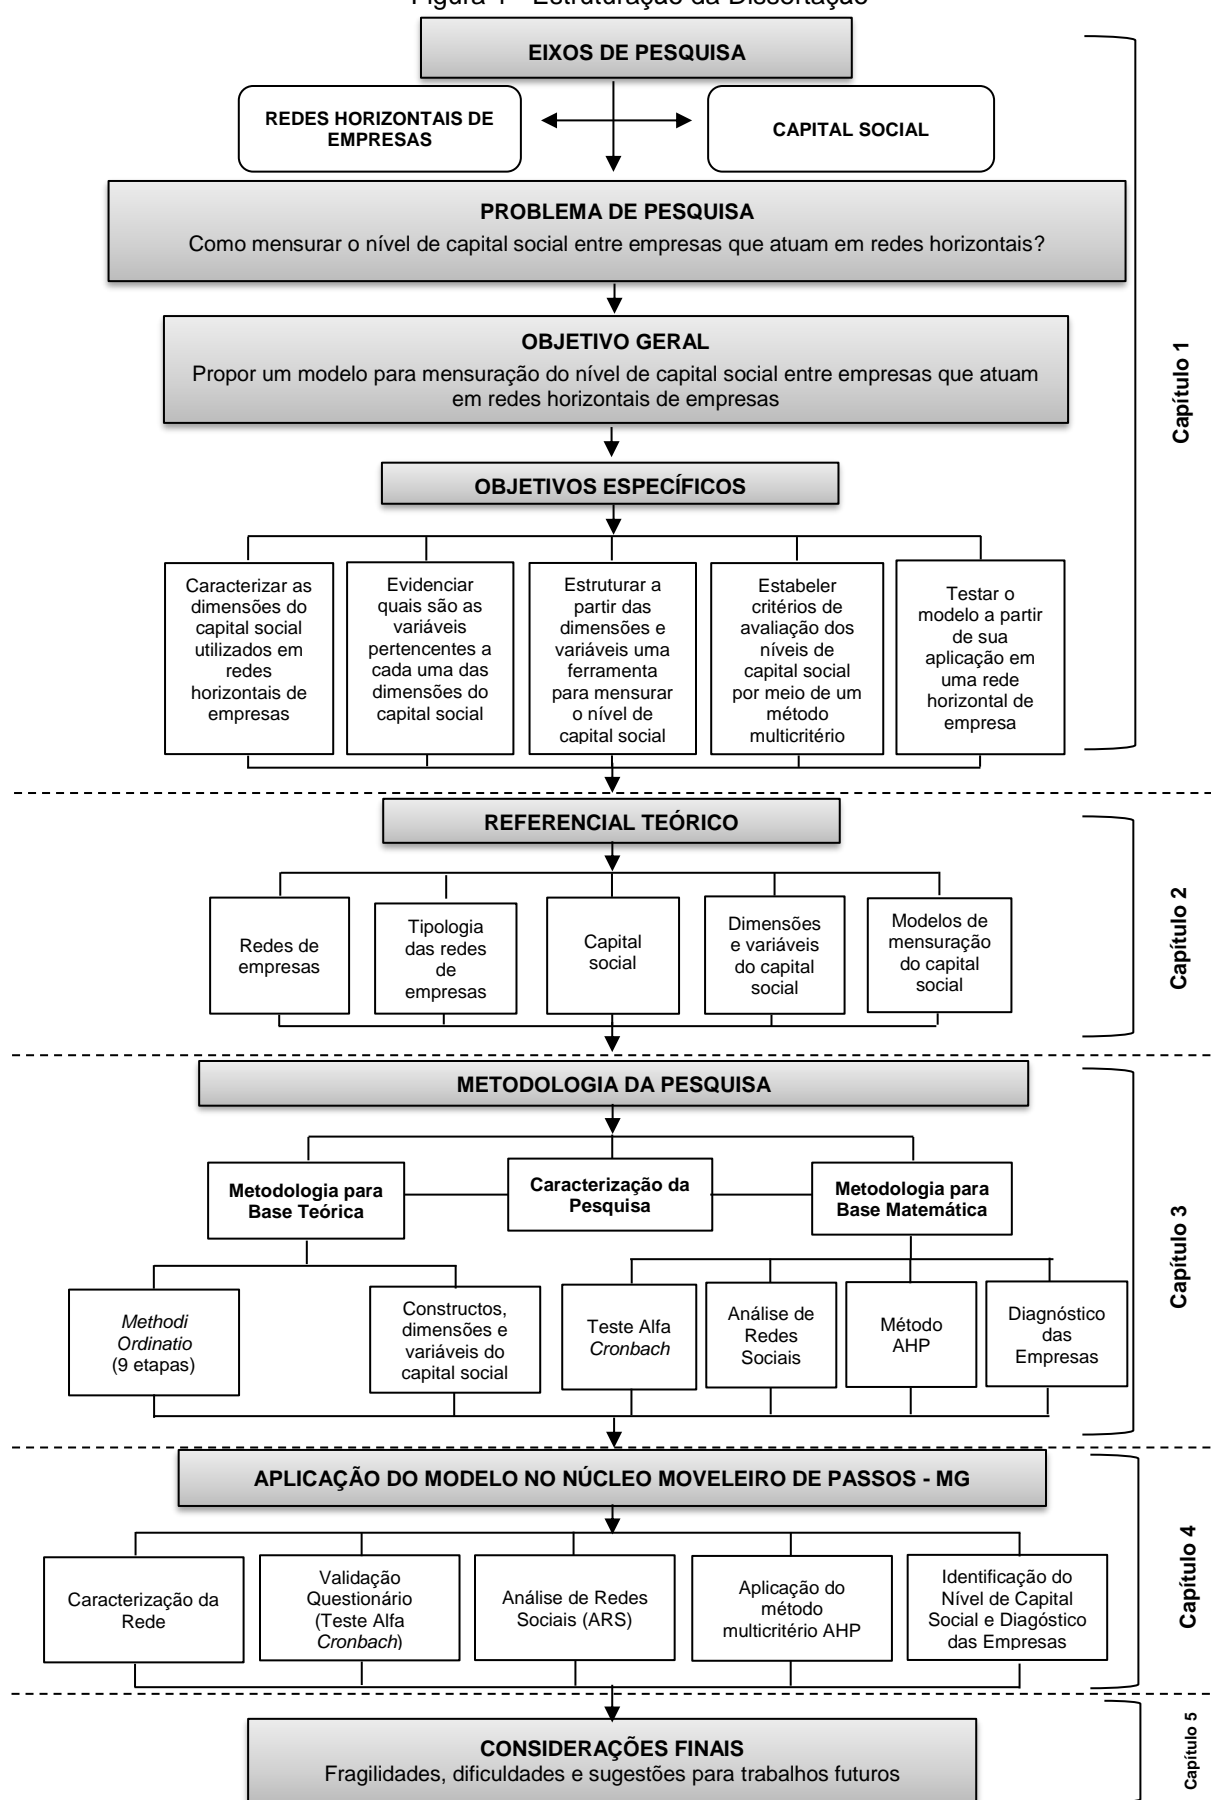 Figura 1 - Estruturação da Dissertação
EIXOS DE PESQUISA
REDES HORIZONTAIS DE
EMPRESAS
CAPITAL SOCIAL
PROBLEMA DE PESQUISA
Como mensurar o nível de capital social entre empresas que atuam em redes horizontais?
OBJETIVO GERAL
Propor um modelo para mensuração do nível de capital social entre empresas que atuam
em redes horizontais de empresas
Capítulo 1
OBJETIVOS ESPECÍFICOS
Caracterizar as
dimensões do
capital social
utilizados em
redes
horizontais de
empresas
Evidenciar
quais são as
variáveis
pertencentes a
cada uma das
dimensões do
capital social
Estruturar a
partir das
dimensões e
variáveis uma
ferramenta
para mensurar
o nível de
capital social
Estabeler
critérios de
avaliação dos
níveis de
capital social
por meio de um
método
multicritério
Testar o
modelo a partir
de sua
aplicação em
uma rede
horizontal de
empresa
REFERENCIAL TEÓRICO
Redes de
empresas
Tipologia
das redes
de
empresas
Capital
social
Dimensões
e variáveis
do capital
social
Modelos de
mensuração
do capital
social
Capítulo 2
METODOLOGIA DA PESQUISA
Metodologia para
Base Teórica
Caracterização da
Pesquisa
Metodologia para
Base Matemática
Capítulo 3
Methodi
Ordinatio
(9 etapas)
Constructos,
dimensões e
variáveis do
capital social
Teste Alfa
Cronbach
Análise de
Redes
Sociais
Método
AHP
Diagnóstico
das
Empresas
APLICAÇÃO DO MODELO NO NÚCLEO MOVELEIRO DE PASSOS - MG
Caracterização da
Rede
Validação
Questionário
(Teste Alfa
Cronbach)
Análise de Redes
Sociais (ARS)
Aplicação do
método
multicritério AHP
Identificação do
Nível de Capital
Social e Diagóstico
das Empresas
Capítulo 4
CONSIDERAÇÕES FINAIS
Fragilidades, dificuldades e sugestões para trabalhos futuros
Capítulo 5